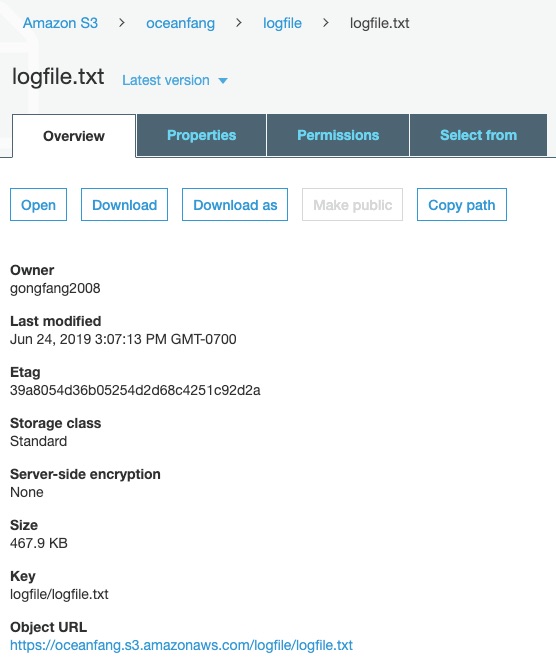 Amazon S3 > oceanfang > logfile > logfile.txt
logfile.txt Latest version
Overview Properties Permissions Select from
Open Download Download as Make public Copy path
Owner
gongfang2008
Last modified
Jun 24, 2019 3:07:13 PM GMT-0700
Etag
39a8054d36b05254d2d68c4251c92d2a
Storage class
Standard
Server-side encryption
None
Size
467.9 KB
Key
logfile/logfile.txt
Object URL
https://oceanfang.s3.amazonaws.com/logfile/logfile.txt